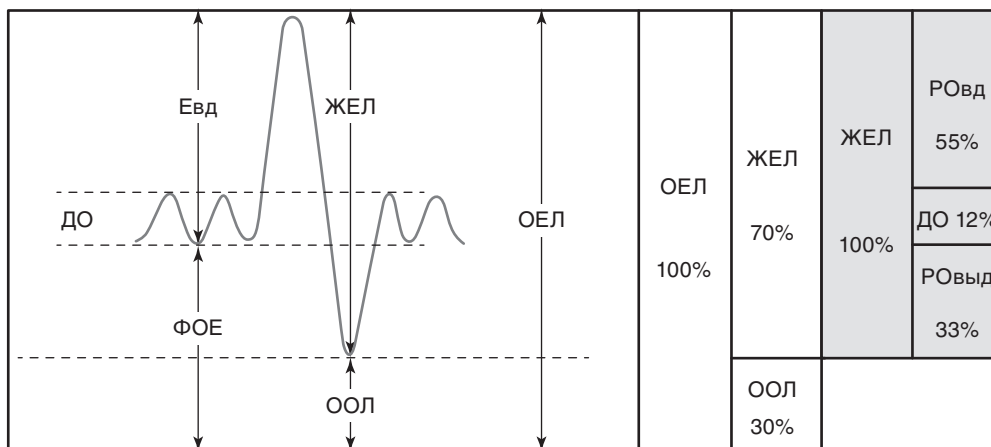 Евд
ЖЕЛ
ДО
ОЕЛ
ФОЕ
ООЛ
ОЕЛ
100%
ЖЕЛ
70%
ООЛ
30%
ЖЕЛ
100%
РОвд
55%
ДО 12%
РОвыд
33%